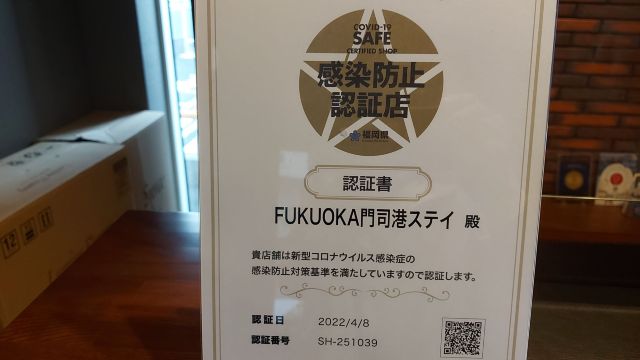 COVID-19
SAFE
CERTIFIED SHOP
感染防止
認証店
福岡県
認証書
FUKUOKA門司港ステイ 殿
貴店舗は新型コロナウイルス感染症の
感染防止対策基準を満たしていますので認証します。
認証日 2022/4/8
認証番号 SH-251039
12